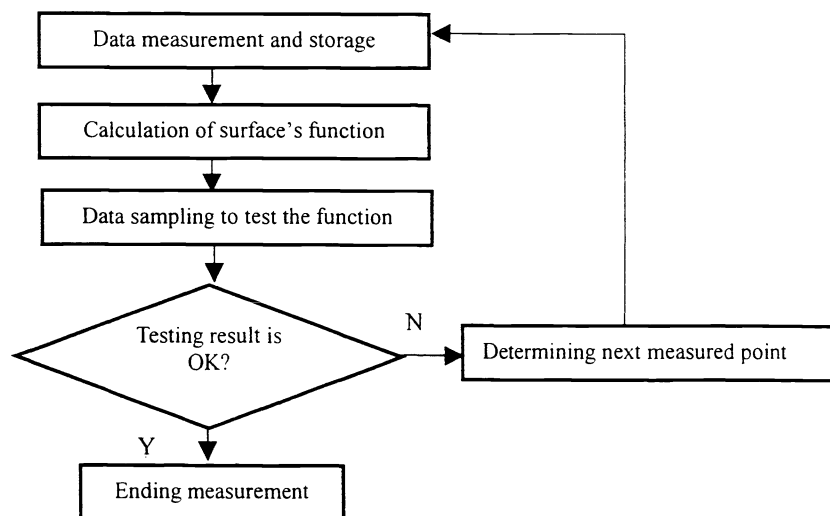 Data measurement and storage
Calculation of surface's function
Data sampling to test the function
Testing result is
OK?
N
Determining next measured point
Y
Ending measurement